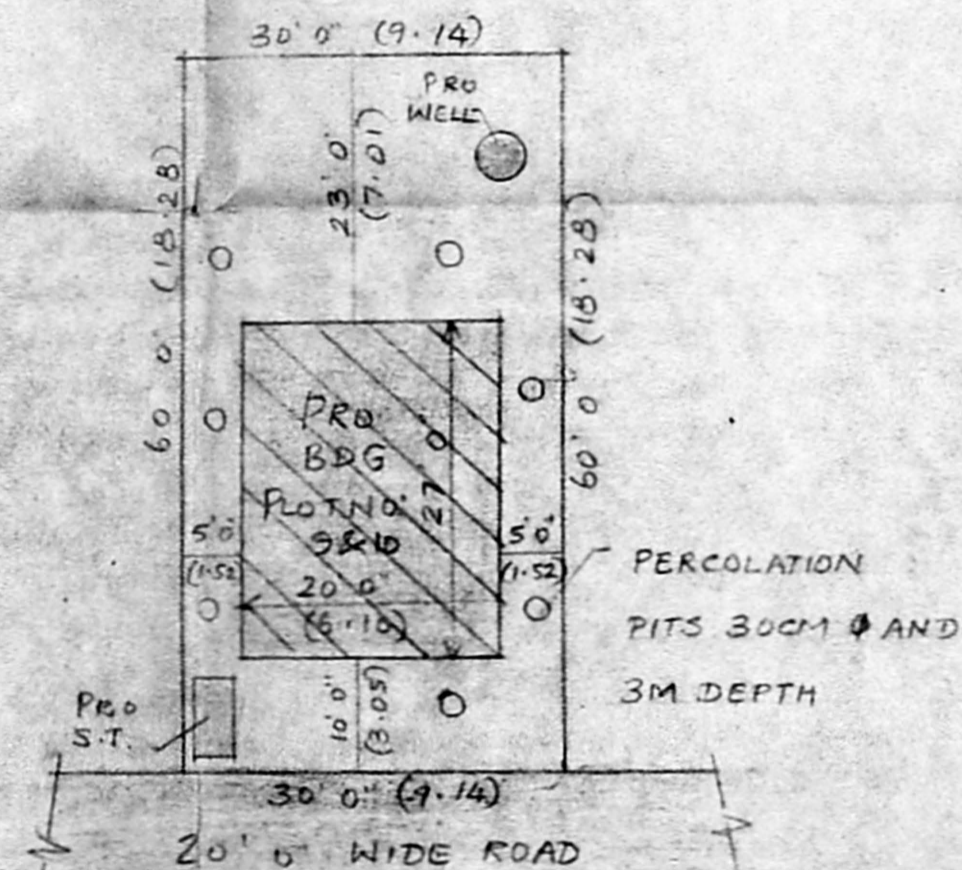 30' 0" (9.14)
PRO
WELL
23' 0"
(7.01)
60' 0" (18.28)
60' 0" (18.28)
PRO
BDG
PLOT NO:
9 & 10
27' 0"
5' 0"
(1.52)
5' 0"
(1.52)
20' 0"
(6.10)
PERCOLATION
PITS 30CM ϕ AND
3M DEPTH
10' 0"
(3.05)
PRO
S.T.
30' 0" (9.14)
20' 0" WIDE ROAD